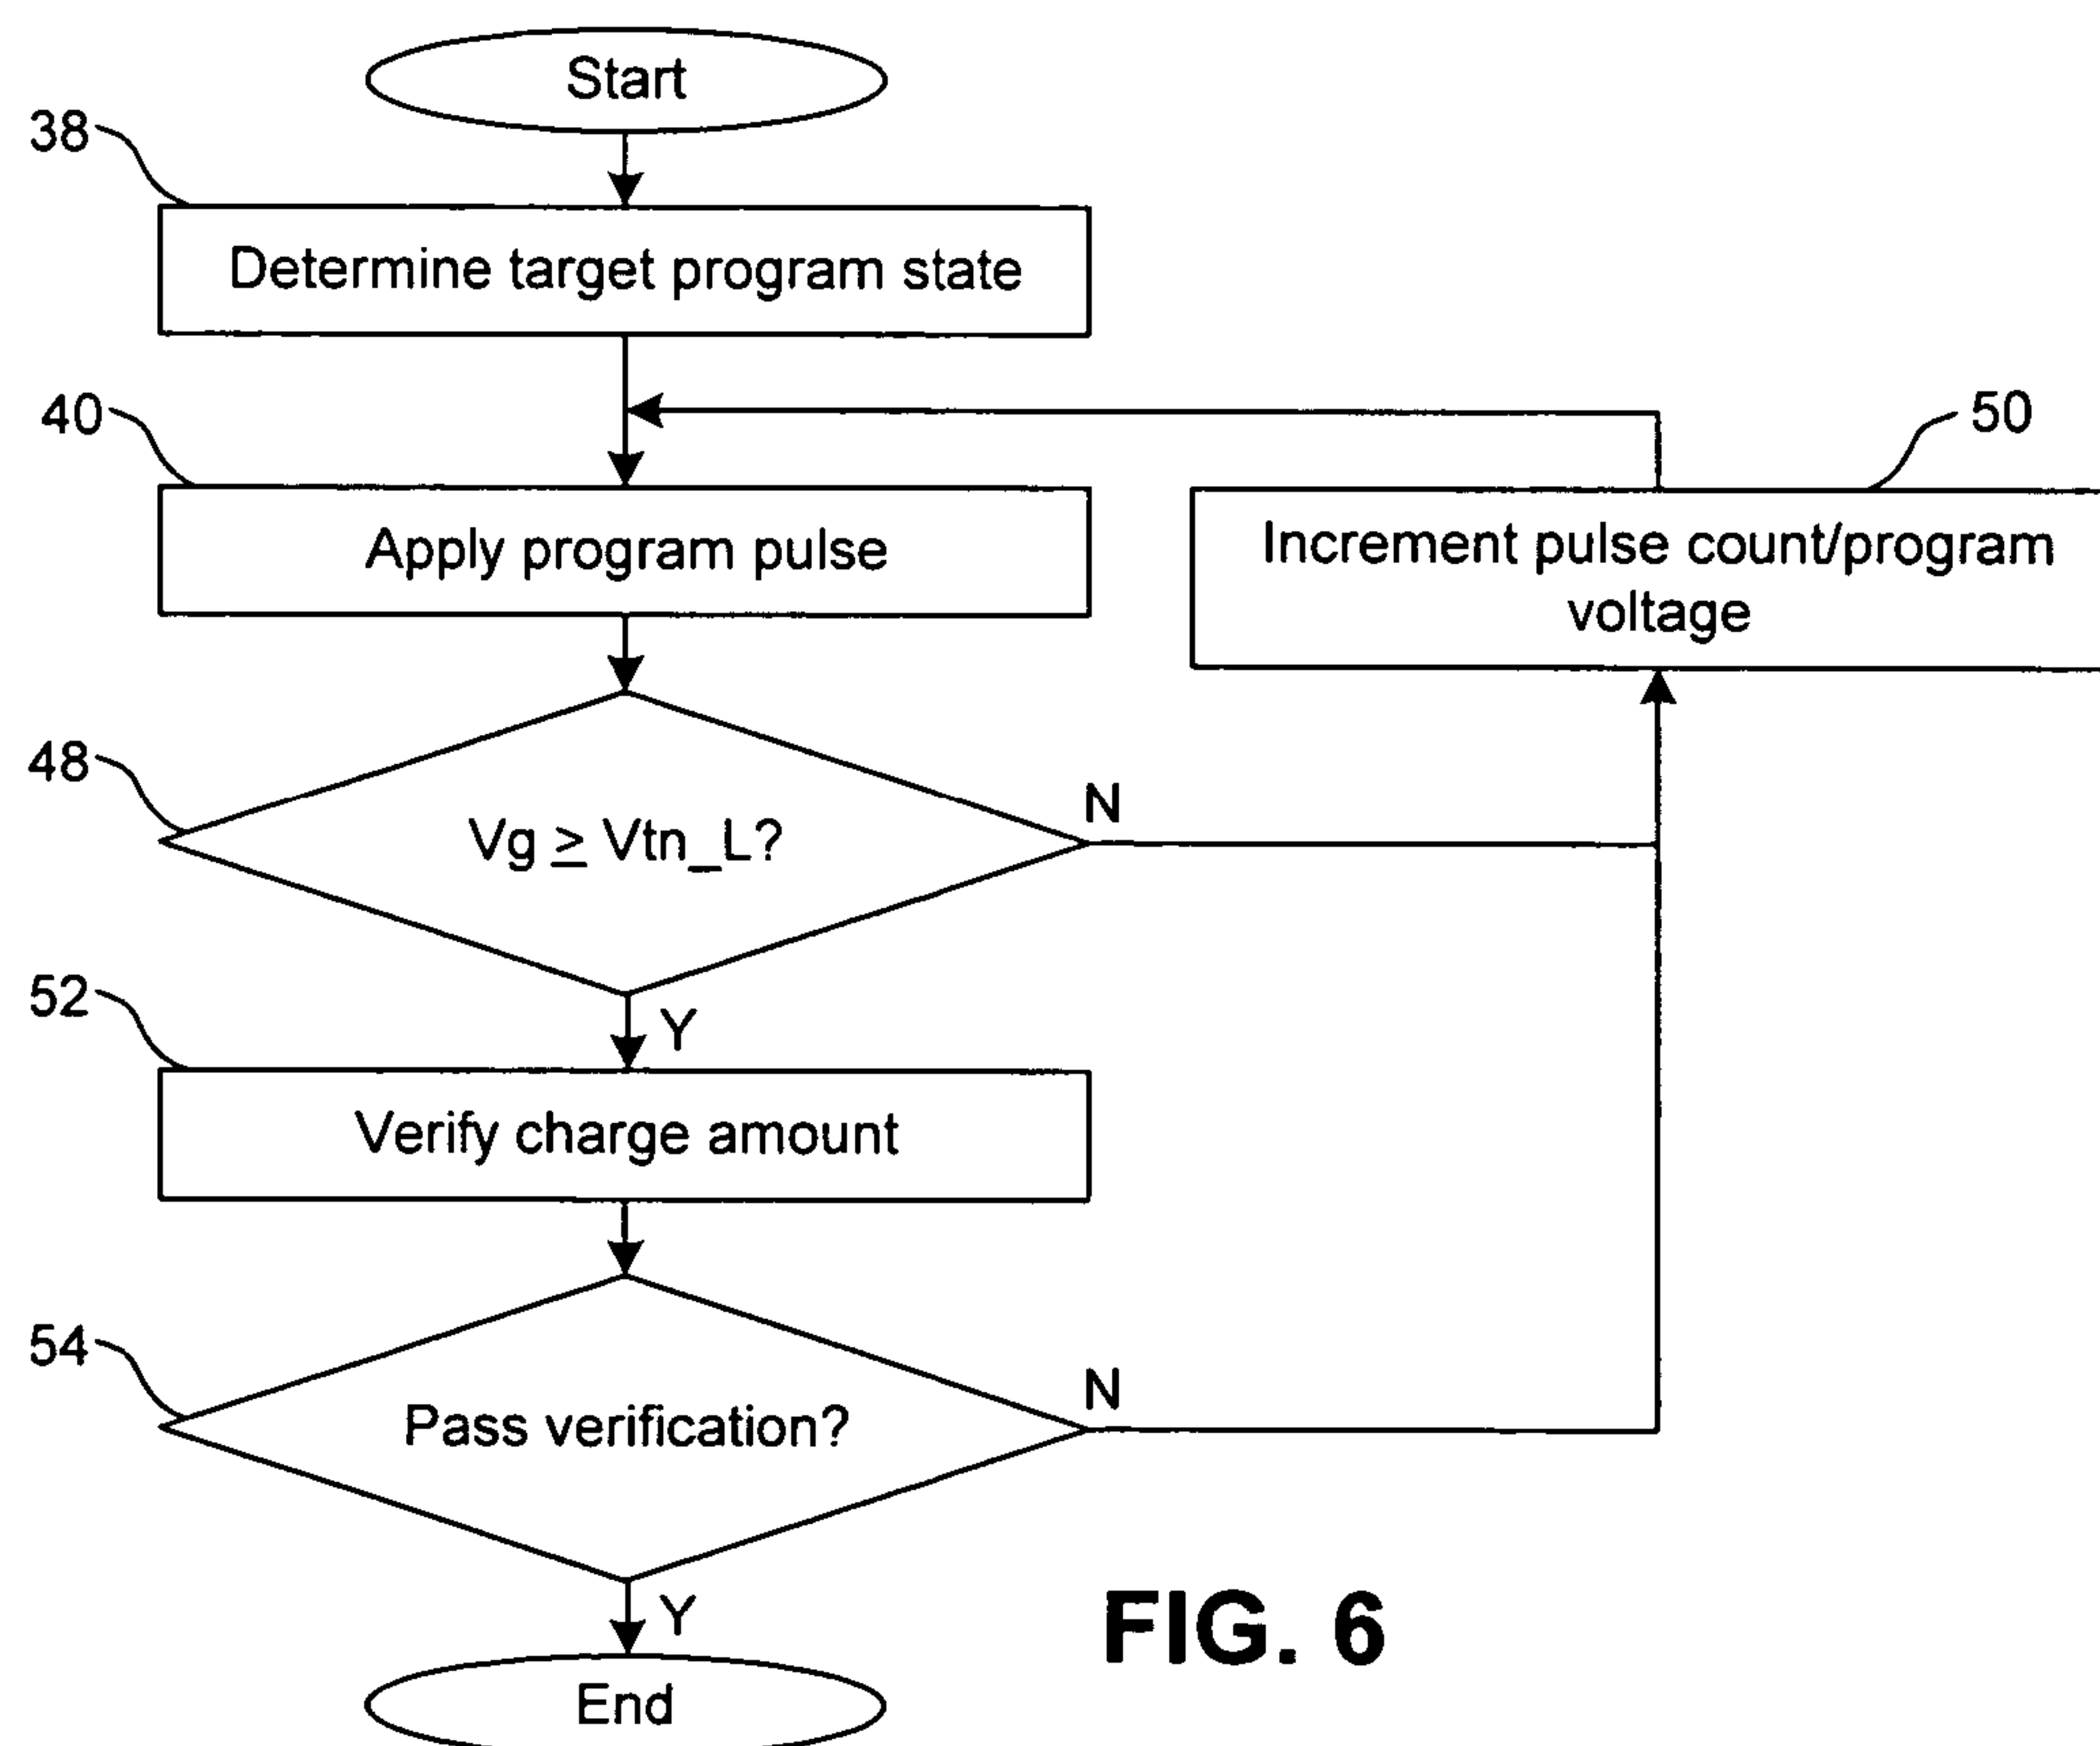 Start
38
Determine target program state
40
50
Apply program pulse
Increment pulse count/program
voltage
48
Vg ≥ Vtn_L?
N
Y
52
Verify charge amount
54
Pass verification?
N
Y
End
FIG. 6